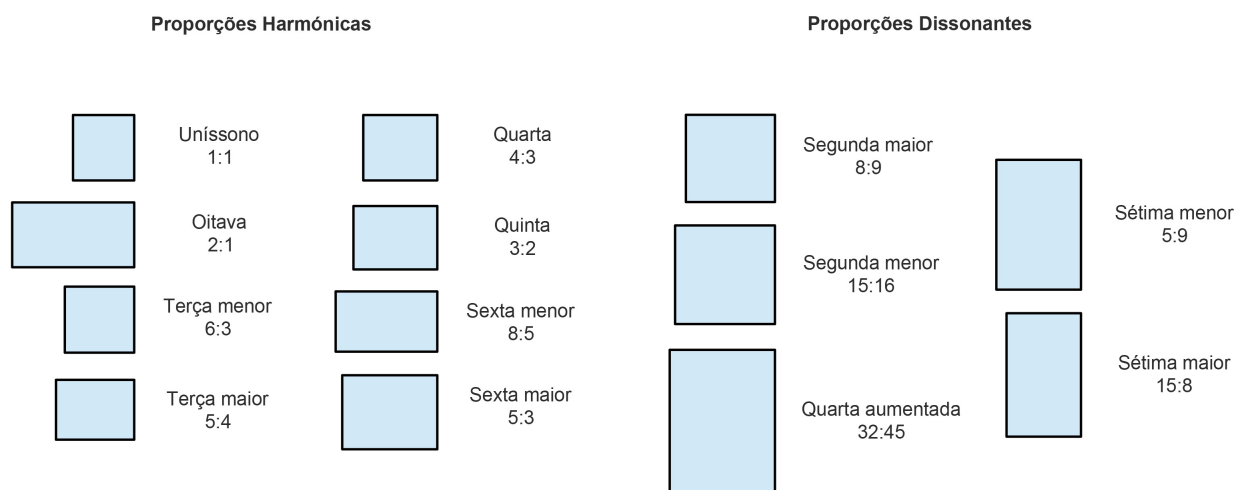 Proporções Harmónicas
Uníssono
1:1
Oitava
2:1
Terça menor
6:3
Terça maior
5:4
Quarta
4:3
Quinta
3:2
Sexta menor
8:5
Sexta maior
5:3
Proporções Dissonantes
Segunda maior
8:9
Segunda menor
15:16
Quarta aumentada
32:45
Sétima menor
5:9
Sétima maior
15:8